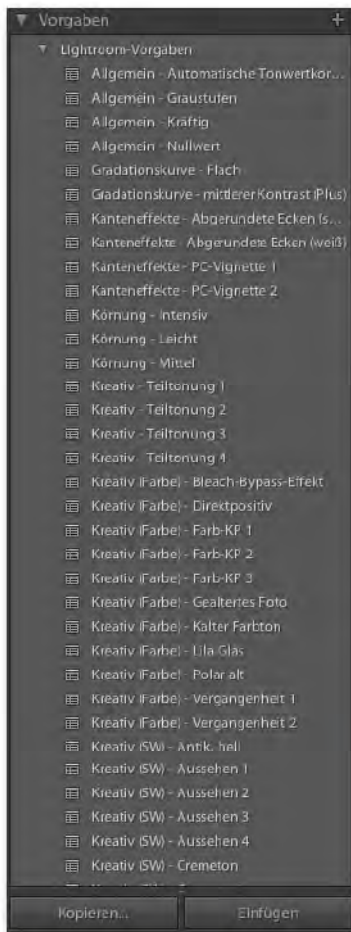 Vorgaben +
Lightroom-Vorgaben
Allgemein - Automatische Tonwertkor...
Allgemein - Graustufen
Allgemein - Kräftig
Allgemein - Nullwert
Gradationskurve - Flach
Gradationskurve - mittlerer Kontrast (Plus)
Kanteneffekte - Abgerundete Ecken (s...
Kanteneffekte - Abgerundete Ecken (weiß)
Kanteneffekte - PC-Vignette 1
Kanteneffekte - PC-Vignette 2
Körnung - Intensiv
Körnung - Leicht
Körnung - Mittel
Kreativ - Teiltonung 1
Kreativ - Teiltonung 2
Kreativ - Teiltonung 3
Kreativ - Teiltonung 4
Kreativ (Farbe) - Bleach-Bypass-Effekt
Kreativ (Farbe) - Direktpositiv
Kreativ (Farbe) - Farb-KP 1
Kreativ (Farbe) - Farb-KP 2
Kreativ (Farbe) - Farb-KP 3
Kreativ (Farbe) - Gealtertes Foto
Kreativ (Farbe) - Kalter Farbton
Kreativ (Farbe) - Lila Glas
Kreativ (Farbe) - Polar alt
Kreativ (Farbe) - Vergangenheit 1
Kreativ (Farbe) - Vergangenheit 2
Kreativ (SW) - Antik, hell
Kreativ (SW) - Aussehen 1
Kreativ (SW) - Aussehen 2
Kreativ (SW) - Aussehen 3
Kreativ (SW) - Aussehen 4
Kreativ (SW) - Cremeton
Kopieren... Einfügen